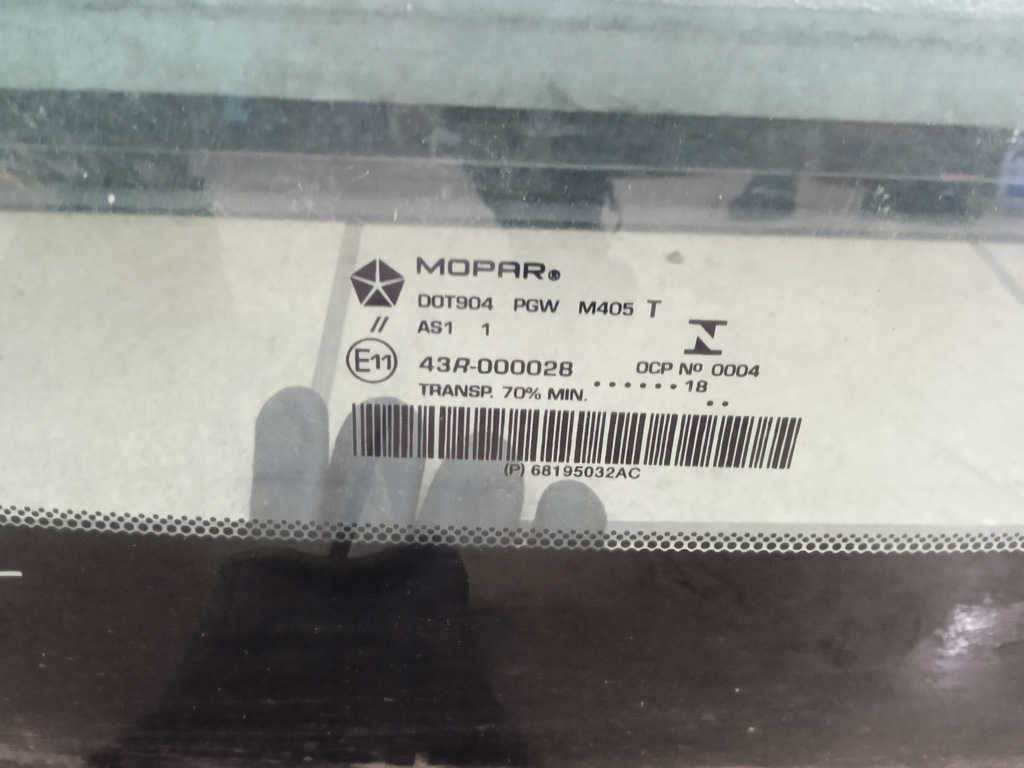 MOPAR®
DOT904 PGW M405 T
// AS1 1
E11 43R-000028
OCP Nº 0004
TRANSP. 70% MIN.
......18
..
(P) 68195032AC